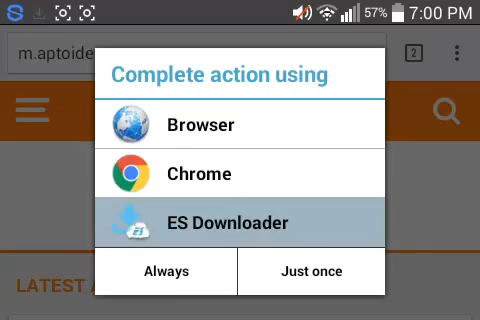 57% 7:00 PM
m.aptoide
2
Complete action using
Browser
Chrome
ES Downloader
Always
Just once
LATEST